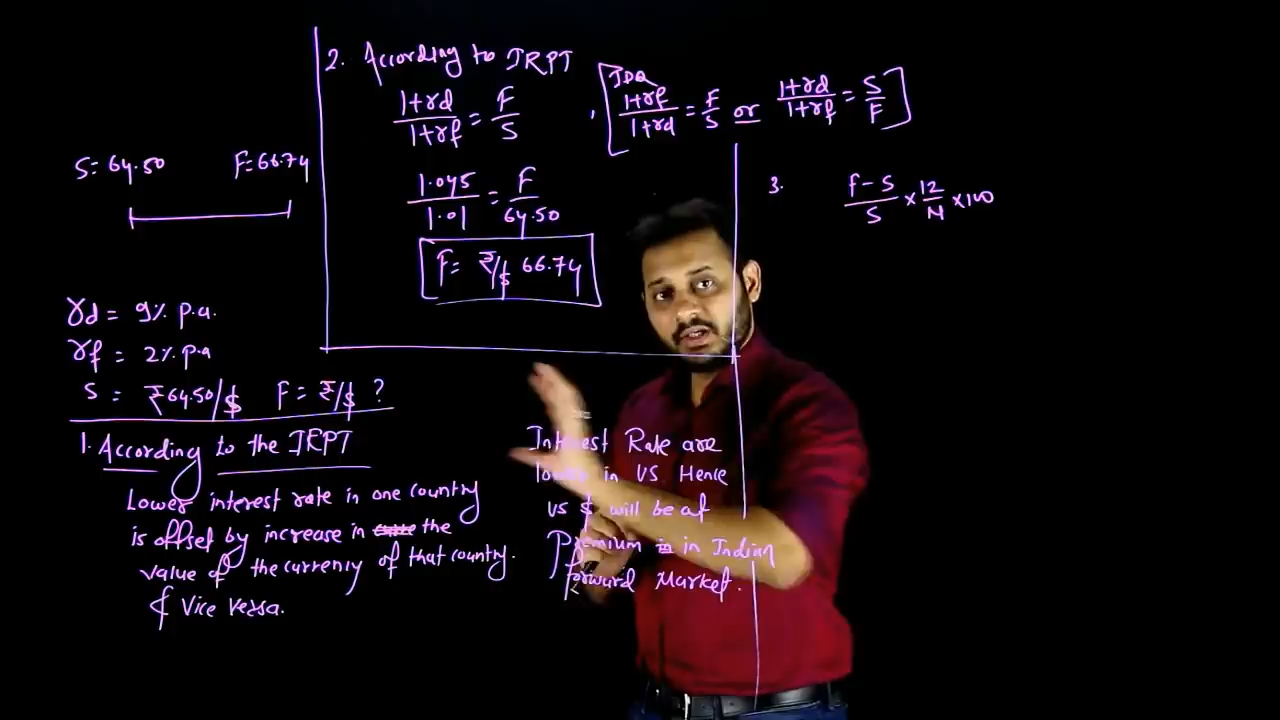 S= 64.50 F=66.74
rd = 9% p.a.
rf = 2% p.a
S = ₹64.50/$ F = ₹/$ ?
1. According to the IRPT
Lower interest rate in one country
is offset by increase in the
value of the currency of that country.
& Vice Versa.
2. According to IRPT
1+rd/1+rf = F/S , [IDQ 1+rf/1+rd = F/S or 1+rd/1+rf = S/F]
1.045/1.01 = F/64.50
F= ₹/$ 66.74
Interest Rate are
in US Hence
US $ will be at
Premium in Indian
Forward Market.
3. F-S/S × 12/N × 100